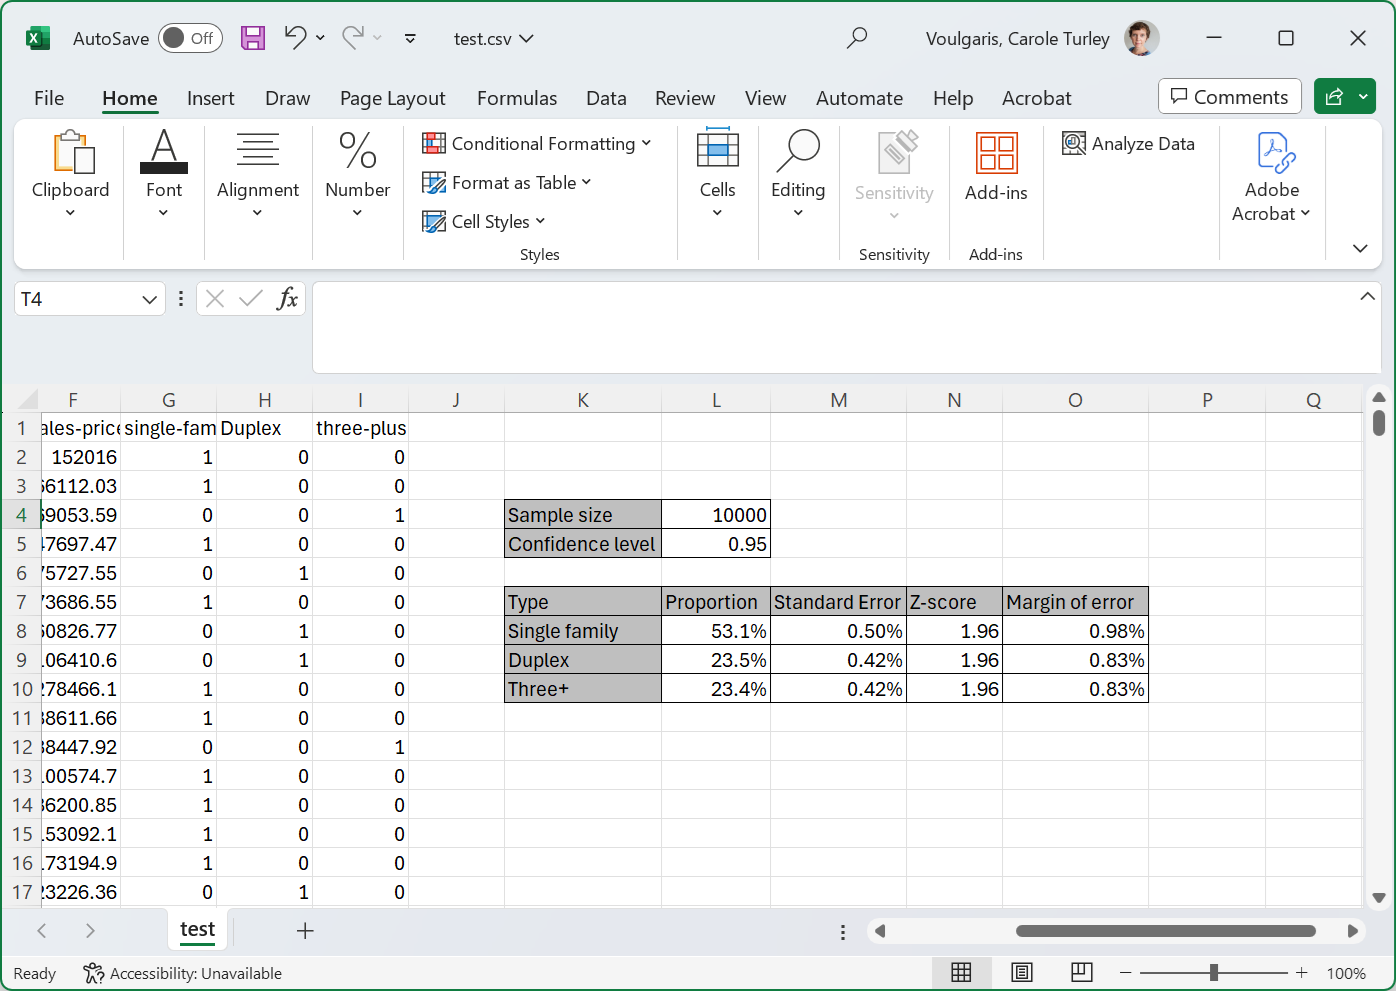 AutoSave Off test.csv Voulgaris, Carole Turley
File Home Insert Draw Page Layout Formulas Data Review View Automate Help Acrobat Comments
Clipboard Font Alignment Number Conditional Formatting Cells Editing Sensitivity Add-ins Analyze Data Adobe Acrobat
Format as Table
Cell Styles
Styles Sensitivity Add-ins
T4 fx
F G H I J K L M N O P Q
1 ales-price single-fam Duplex three-plus
2 152016 1 0 0
3 66112.03 1 0 0
4 69053.59 0 0 1 Sample size 10000
5 47697.47 1 0 0 Confidence level 0.95
6 75727.55 0 1 0
7 73686.55 1 0 0 Type Proportion Standard Error Z-score Margin of error
8 60826.77 0 1 0 Single family 53.1% 0.50% 1.96 0.98%
9 106410.6 0 1 0 Duplex 23.5% 0.42% 1.96 0.83%
10 278466.1 1 0 0 Three+ 23.4% 0.42% 1.96 0.83%
11 38611.66 1 0 0
12 38447.92 0 0 1
13 100574.7 1 0 0
14 36200.85 1 0 0
15 153092.1 1 0 0
16 173194.9 1 0 0
17 23226.36 0 1 0
test
Ready Accessibility: Unavailable 100%